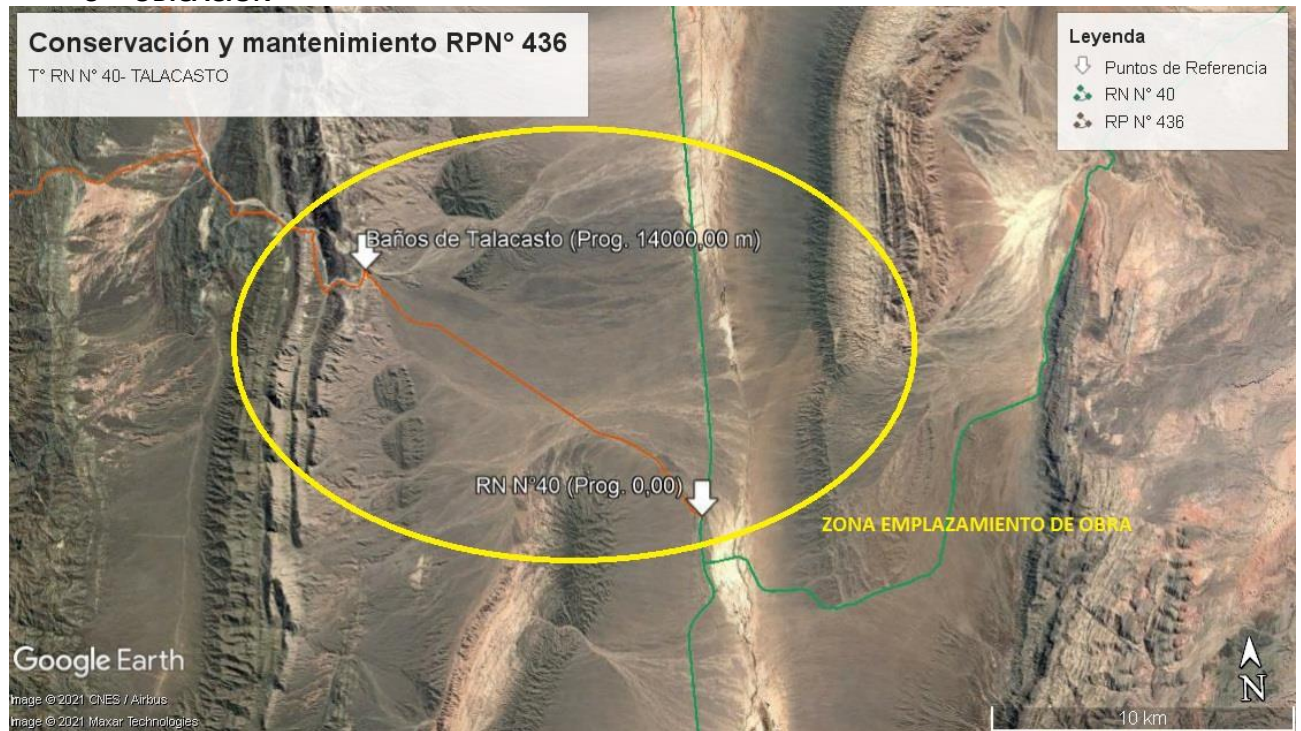 Conservación y mantenimiento RPN° 436
T° RN N° 40- TALACASTO
Leyenda
Puntos de Referencia
RN N° 40
RP N° 436
Baños de Talacasto (Prog. 14000,00 m)
RN N°40 (Prog. 0,00)
ZONA EMPLAZAMIENTO DE OBRA
Google Earth
Image © 2021 CNES / Airbus
Image © 2021 Maxar Technologies
N
10 km